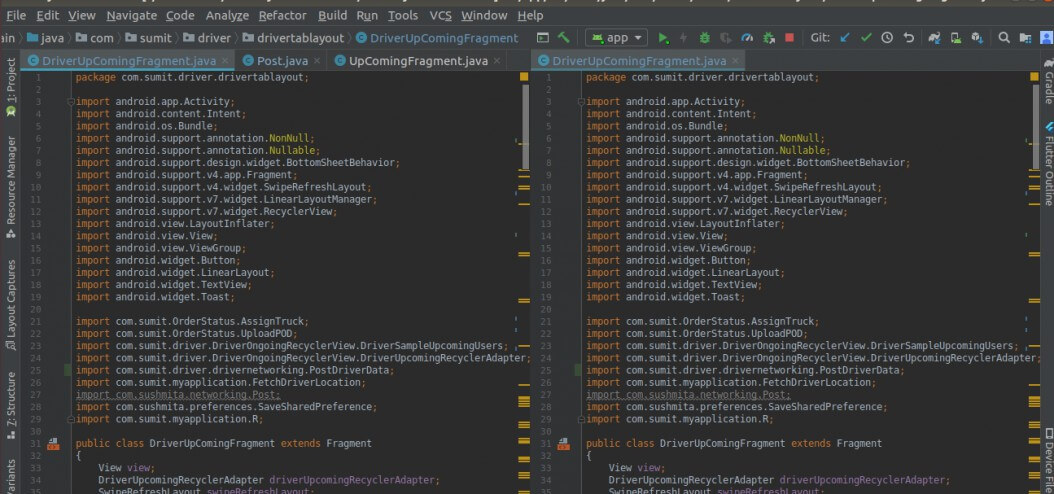 File Edit View Navigate Code Analyze Refactor Build Run Tools VCS Window Help
ain java com sumit driver drivertablayout DriverUpComingFragment app Git:
DriverUpComingFragment.java Post.java UpComingFragment.java DriverUpComingFragment.java
1: Project
Resource Manager
Layout Captures
Z: Structure
ariants
1 package com.sumit.driver.drivertablayout;
2
3 import android.app.Activity;
4 import android.content.Intent;
5 import android.os.Bundle;
6 import android.support.annotation.NonNull;
7 import android.support.annotation.Nullable;
8 import android.support.design.widget.BottomSheetBehavior;
9 import android.support.v4.app.Fragment;
10 import android.support.v4.widget.SwipeRefreshLayout;
11 import android.support.v7.widget.LinearLayoutManager;
12 import android.support.v7.widget.RecyclerView;
13 import android.view.LayoutInflater;
14 import android.view.View;
15 import android.view.ViewGroup;
16 import android.widget.Button;
17 import android.widget.LinearLayout;
18 import android.widget.TextView;
19 import android.widget.Toast;
20
21 import com.sumit.OrderStatus.AssignTruck;
22 import com.sumit.OrderStatus.UploadPOD;
23 import com.sumit.driver.DriverOngoingRecyclerView.DriverSampleUpcomingUsers;
24 import com.sumit.driver.DriverOngoingRecyclerView.DriverUpcomingRecyclerAdapter;
25 import com.sumit.driver.drivernetworking.PostDriverData;
26 import com.sumit.myapplication.FetchDriverLocation;
27 import com.sushmita.networking.Post;
28 import com.sushmita.preferences.SaveSharedPreference;
29 import com.sumit.myapplication.R;
30
31 public class DriverUpComingFragment extends Fragment
32 {
33 View view;
34 DriverUpcomingRecyclerAdapter driverUpcomingRecyclerAdapter;
35 SwipeRefreshLayout swipeRefreshLayout;
1 package com.sumit.driver.drivertablayout;
2
3 import android.app.Activity;
4 import android.content.Intent;
5 import android.os.Bundle;
6 import android.support.annotation.NonNull;
7 import android.support.annotation.Nullable;
8 import android.support.design.widget.BottomSheetBehavior;
9 import android.support.v4.app.Fragment;
10 import android.support.v4.widget.SwipeRefreshLayout;
11 import android.support.v7.widget.LinearLayoutManager;
12 import android.support.v7.widget.RecyclerView;
13 import android.view.LayoutInflater;
14 import android.view.View;
15 import android.view.ViewGroup;
16 import android.widget.Button;
17 import android.widget.LinearLayout;
18 import android.widget.TextView;
19 import android.widget.Toast;
20
21 import com.sumit.OrderStatus.AssignTruck;
22 import com.sumit.OrderStatus.UploadPOD;
23 import com.sumit.driver.DriverOngoingRecyclerView.DriverSampleUpcomingUsers;
24 import com.sumit.driver.DriverOngoingRecyclerView.DriverUpcomingRecyclerAdapter;
25 import com.sumit.driver.drivernetworking.PostDriverData;
26 import com.sumit.myapplication.FetchDriverLocation;
27 import com.sushmita.networking.Post;
28 import com.sushmita.preferences.SaveSharedPreference;
29 import com.sumit.myapplication.R;
30
31 public class DriverUpComingFragment extends Fragment
32 {
33 View view;
34 DriverUpcomingRecyclerAdapter driverUpcomingRecyclerAdapter;
35 SwipeRefreshLayout swipeRefreshLayout;
Gradle
Flutter Outline
Device File